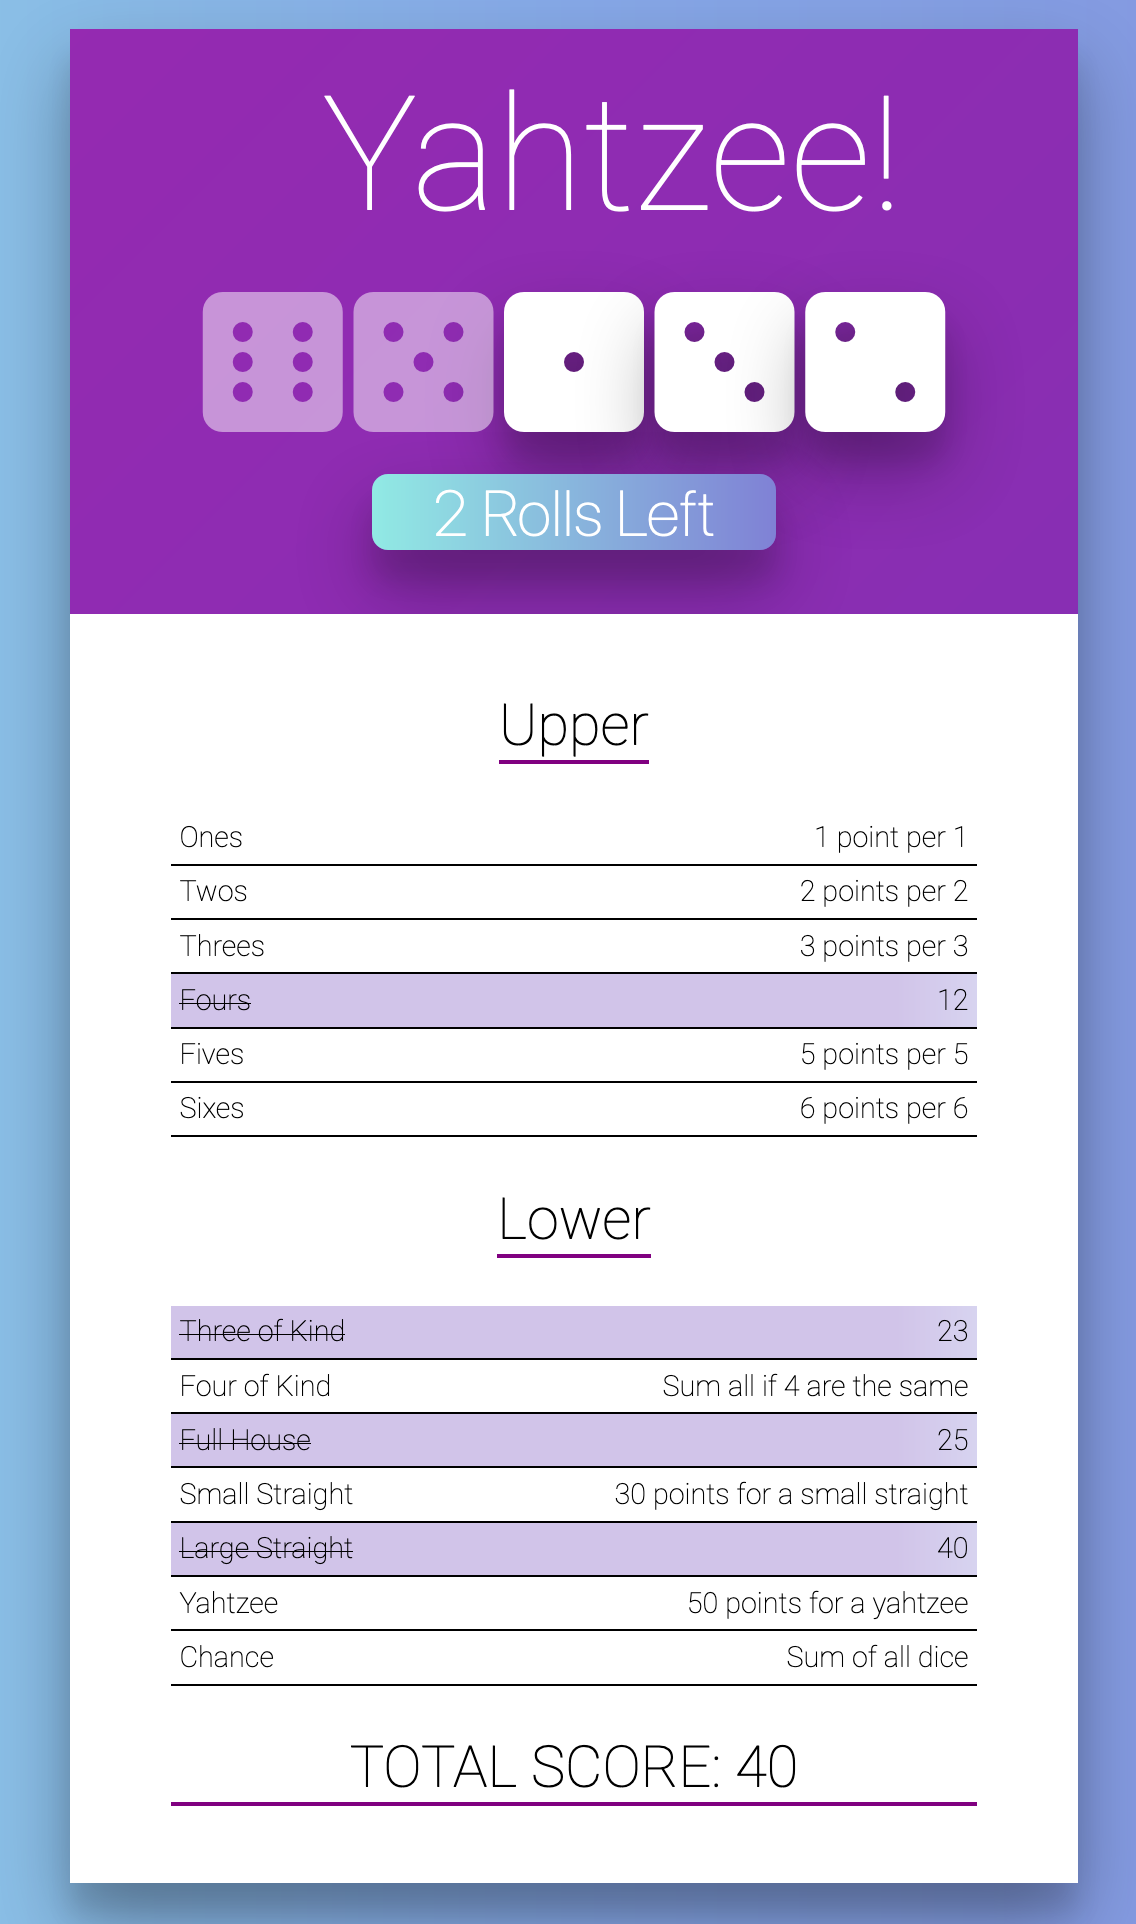 Yahtzee!
2 Rolls Left
Upper
Ones 1 point per 1
Twos 2 points per 2
Threes 3 points per 3
Fours 12
Fives 5 points per 5
Sixes 6 points per 6
Lower
Three of Kind 23
Four of Kind Sum all if 4 are the same
Full House 25
Small Straight 30 points for a small straight
Large Straight 40
Yahtzee 50 points for a yahtzee
Chance Sum of all dice
TOTAL SCORE: 40